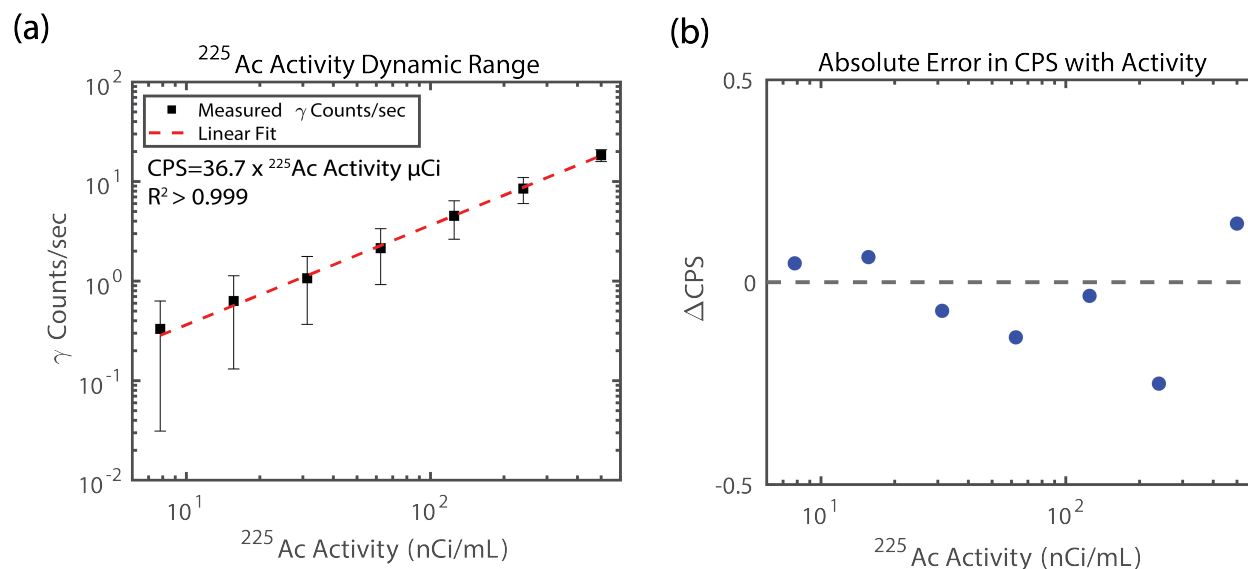 (a)
²²⁵Ac Activity Dynamic Range
Measured γ Counts/sec
Linear Fit
CPS=36.7 x ²²⁵Ac Activity μCi
R² > 0.999
10²
10¹
10⁰
10⁻¹
10⁻²
γ Counts/sec
10¹
10²
²²⁵Ac Activity (nCi/mL)
(b)
Absolute Error in CPS with Activity
0.5
0
-0.5
△CPS
10¹
10²
²²⁵Ac Activity (nCi/mL)